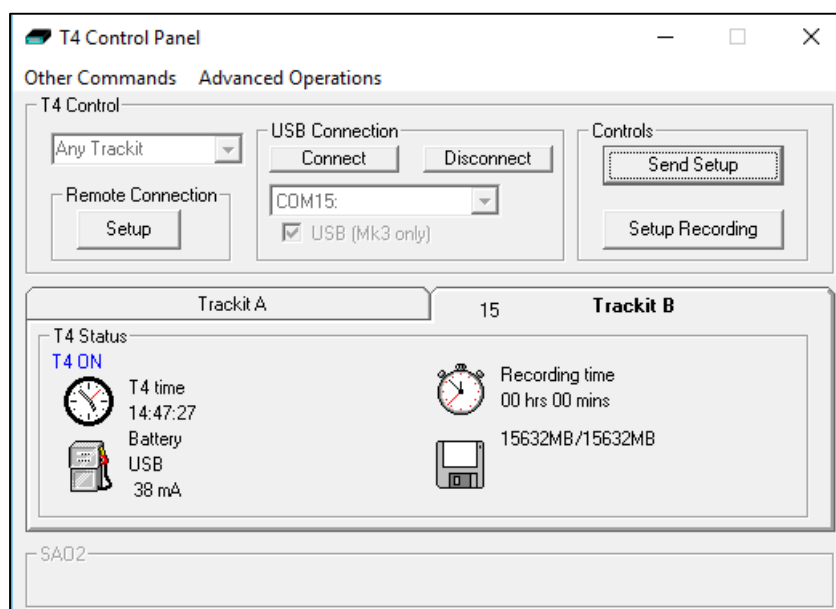 T4 Control Panel
Other Commands Advanced Operations
T4 Control
Any Trackit
Remote Connection
Setup
USB Connection
Connect Disconnect
COM15:
USB (Mk3 only)
Controls
Send Setup
Setup Recording
Trackit A
15 Trackit B
T4 Status
T4 ON
T4 time
14:47:27
Battery
USB
38 mA
Recording time
00 hrs 00 mins
15632MB/15632MB
SAO2